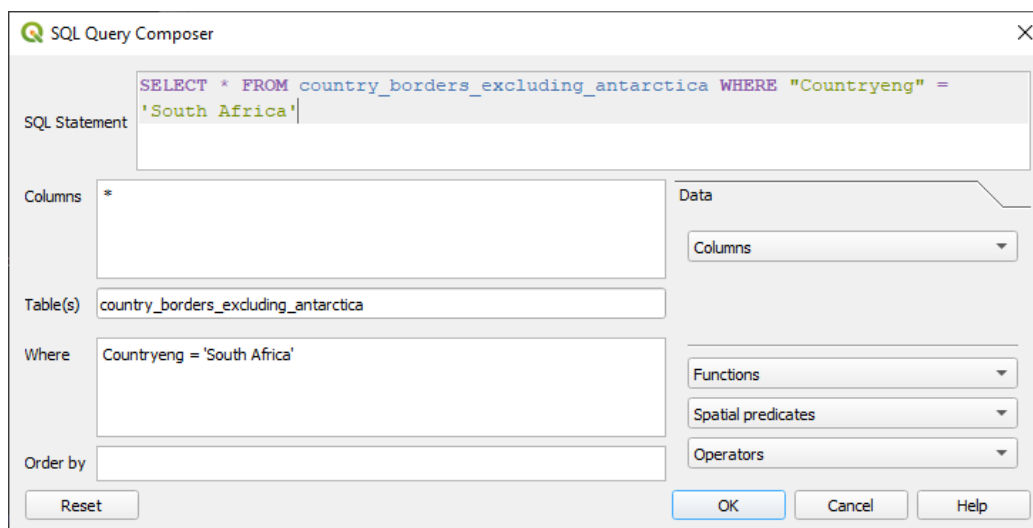 SQL Query Composer
SELECT * FROM country_borders_excluding_antarctica WHERE "Countryeng" =
'South Africa'
SQL Statement
Columns
*
Data
Columns
Table(s)
country_borders_excluding_antarctica
Where
Countryeng = 'South Africa'
Functions
Spatial predicates
Operators
Order by
Reset
OK
Cancel
Help